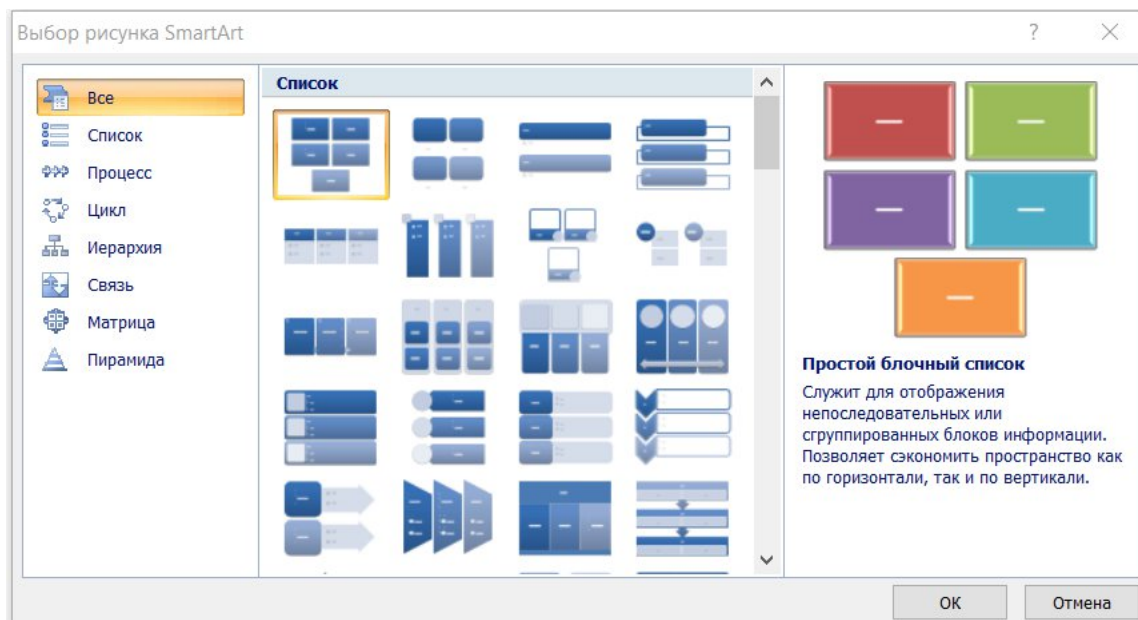 Выбор рисунка SmartArt
?
Все
Список
Процесс
Цикл
Иерархия
Связь
Матрица
Пирамида
Список
Простой блочный список
Служит для отображения
непоследовательных или
сгруппированных блоков информации.
Позволяет сэкономить пространство как
по горизонтали, так и по вертикали.
ОК
Отмена